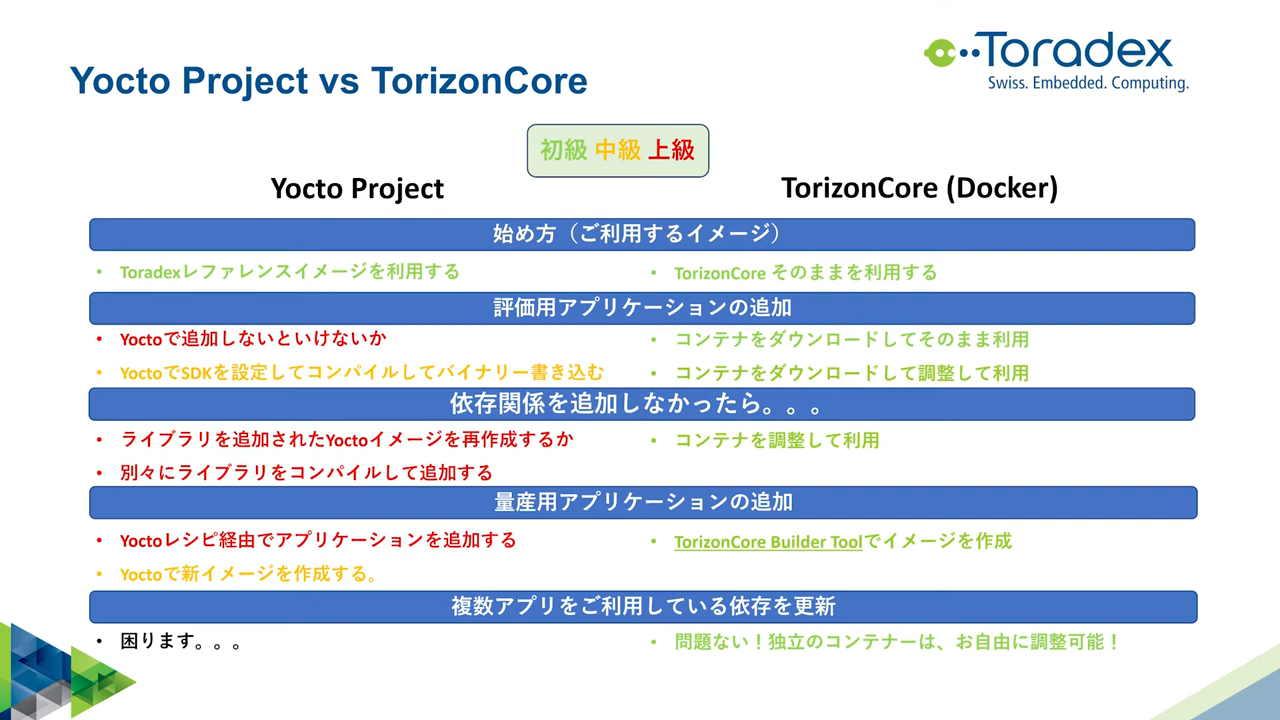 Toradex
Swiss. Embedded. Computing.
Yocto Project vs TorizonCore
初級 中級 上級
Yocto Project
TorizonCore (Docker)
始め方（ご利用するイメージ）
• Toradexレファレンスイメージを利用する
• TorizonCore そのままを利用する
評価用アプリケーションの追加
• Yoctoで追加しないといけないか
• コンテナをダウンロードしてそのまま利用
• YoctoでSDKを設定してコンパイルしてバイナリー書き込む
• コンテナをダウンロードして調整して利用
依存関係を追加しなかったら。。。
• ライブラリを追加されたYoctoイメージを再作成するか
• コンテナを調整して利用
• 別々にライブラリをコンパイルして追加する
量産用アプリケーションの追加
• Yoctoレシピ経由でアプリケーションを追加する
• TorizonCore Builder Toolでイメージを作成
• Yoctoで新イメージを作成する。
複数アプリをご利用している依存を更新
• 困ります。。。
• 問題ない！独立のコンテナーは、お自由に調整可能！